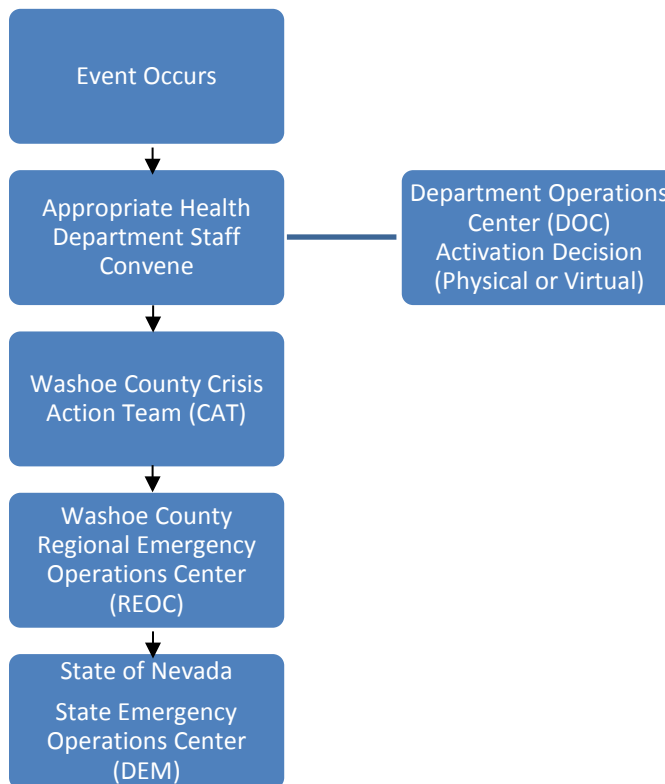 Event Occurs
Appropriate Health
Department Staff
Convene
Department Operations
Center (DOC)
Activation Decision
(Physical or Virtual)
Washoe County Crisis
Action Team (CAT)
Washoe County
Regional Emergency
Operations Center
(REOC)
State of Nevada
State Emergency
Operations Center
(DEM)